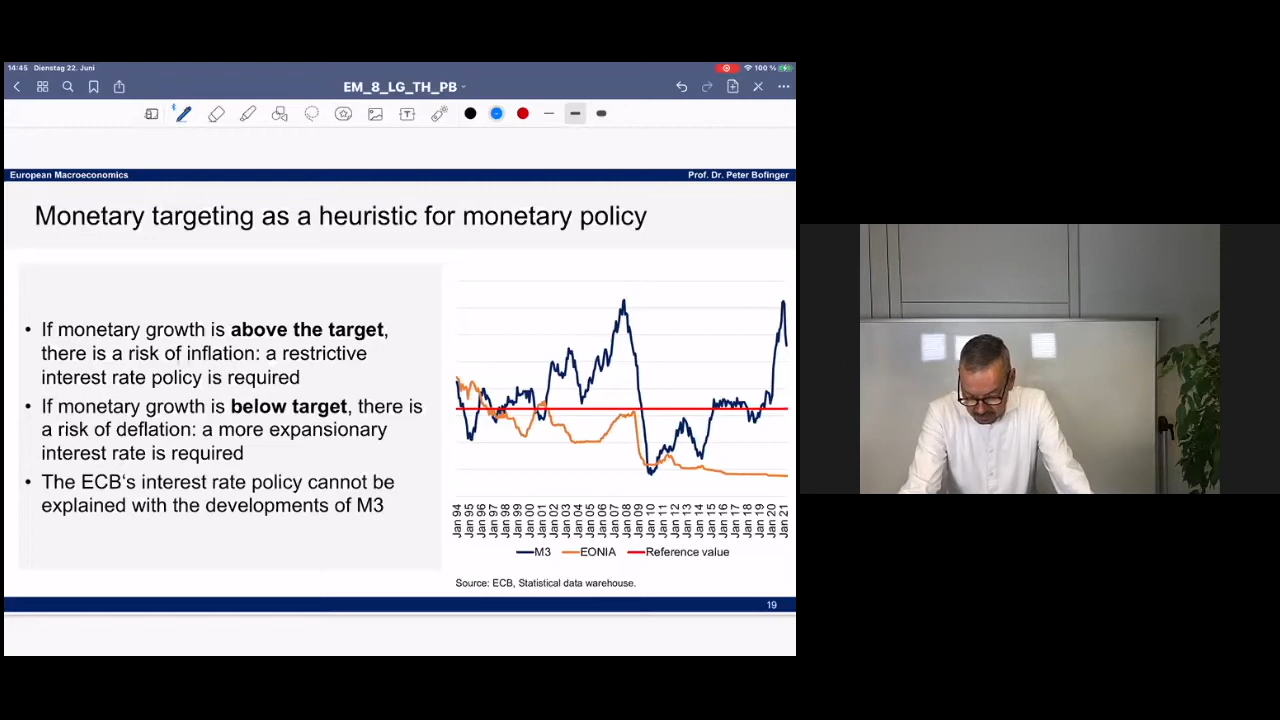 14:45 Dienstag 22. Juni
100 %
EM_8_LG_TH_PB
T
European Macroeconomics
Prof. Dr. Peter Bofinger
Monetary targeting as a heuristic for monetary policy
• If monetary growth is above the target,
there is a risk of inflation: a restrictive
interest rate policy is required
• If monetary growth is below target, there is
a risk of deflation: a more expansionary
interest rate is required
• The ECB‘s interest rate policy cannot be
explained with the developments of M3
Jan 94 Jan 95 Jan 96 Jan 97 Jan 98 Jan 99 Jan 00 Jan 01 Jan 02 Jan 03 Jan 04 Jan 05 Jan 06 Jan 07 Jan 08 Jan 09 Jan 10 Jan 11 Jan 12 Jan 13 Jan 14 Jan 15 Jan 16 Jan 17 Jan 18 Jan 19 Jan 20 Jan 21
M3 EONIA Reference value
Source: ECB, Statistical data warehouse.
19